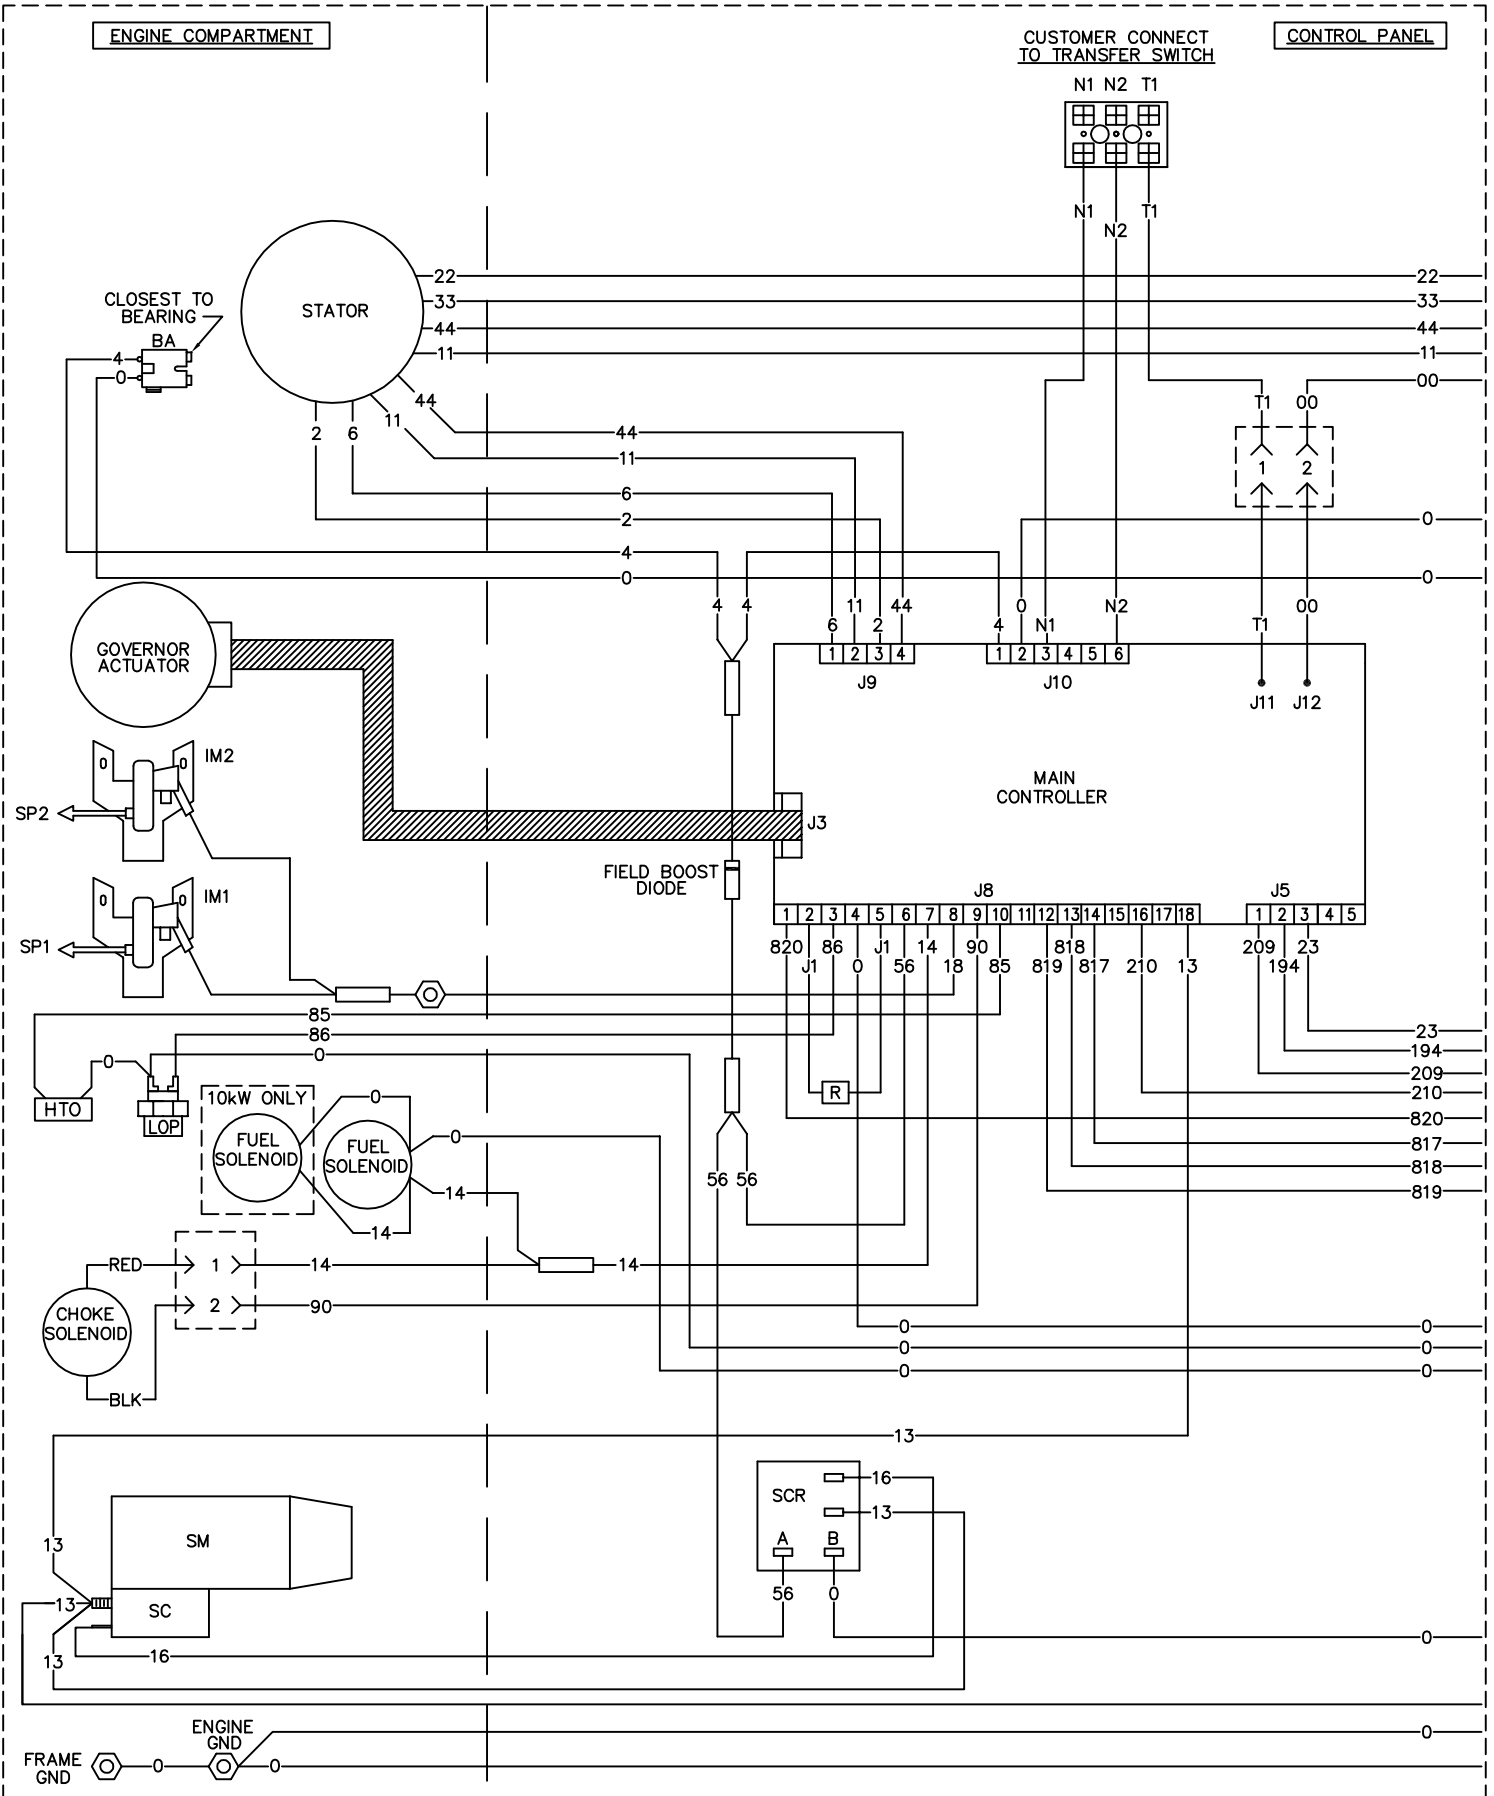 ENGINE COMPARTMENT
CUSTOMER CONNECT
TO TRANSFER SWITCH
CONTROL PANEL
N1 N2 T1
N1
N2
T1
22
22
33
33
44
44
11
11
STATOR
CLOSEST TO
BEARING
BA
4
0
00
T1
00
1
2
44
11
2
6
44
11
6
2
0
4
0
0
4
4
6
11
2
44
4
0
N1
N2
T1
00
1 2 3 4
J9
1 2 3 4 5 6
J10
J11
J12
GOVERNOR
ACTUATOR
MAIN
CONTROLLER
J3
IM2
0
0
SP2
IM1
0
0
SP1
FIELD BOOST
DIODE
J8
J5
1 2 3 4 5 6 7 8 9 10 11 12 13 14 15 16 17 18
1 2 3 4 5
820
J1
86
0
J1
56
14
18
90
85
819
818
817
210
13
209
194
23
85
86
0
0
23
194
209
210
820
817
818
819
HTO
LOP
R
10kW ONLY
FUEL
SOLENOID
FUEL
SOLENOID
0
0
14
14
56
56
RED
1
14
14
2
90
CHOKE
SOLENOID
BLK
0
0
0
0
0
0
13
SCR
16
13
A
B
56
0
0
SM
SC
13
13
13
16
0
ENGINE
GND
FRAME
GND
0
0